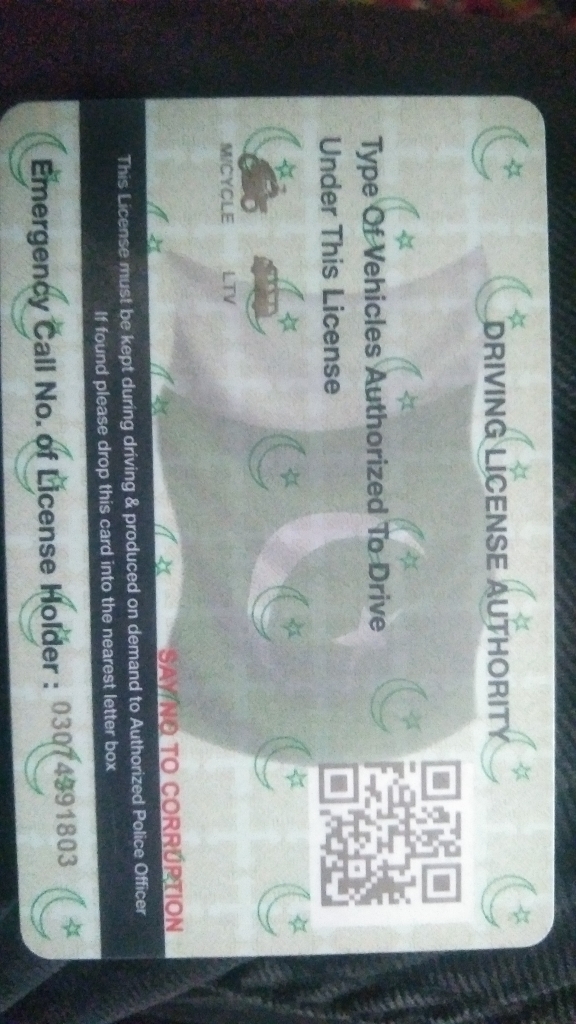 DRIVING LICENSE AUTHORITY
Type Of Vehicles Authorized To Drive
Under This License
M/CYCLE LTV
SAY NO TO CORRUPTION
This License must be kept during driving & produced on demand to Authorized Police Officer
If found please drop this card into the nearest letter box
Emergency Call No. of License Holder : 03074991803